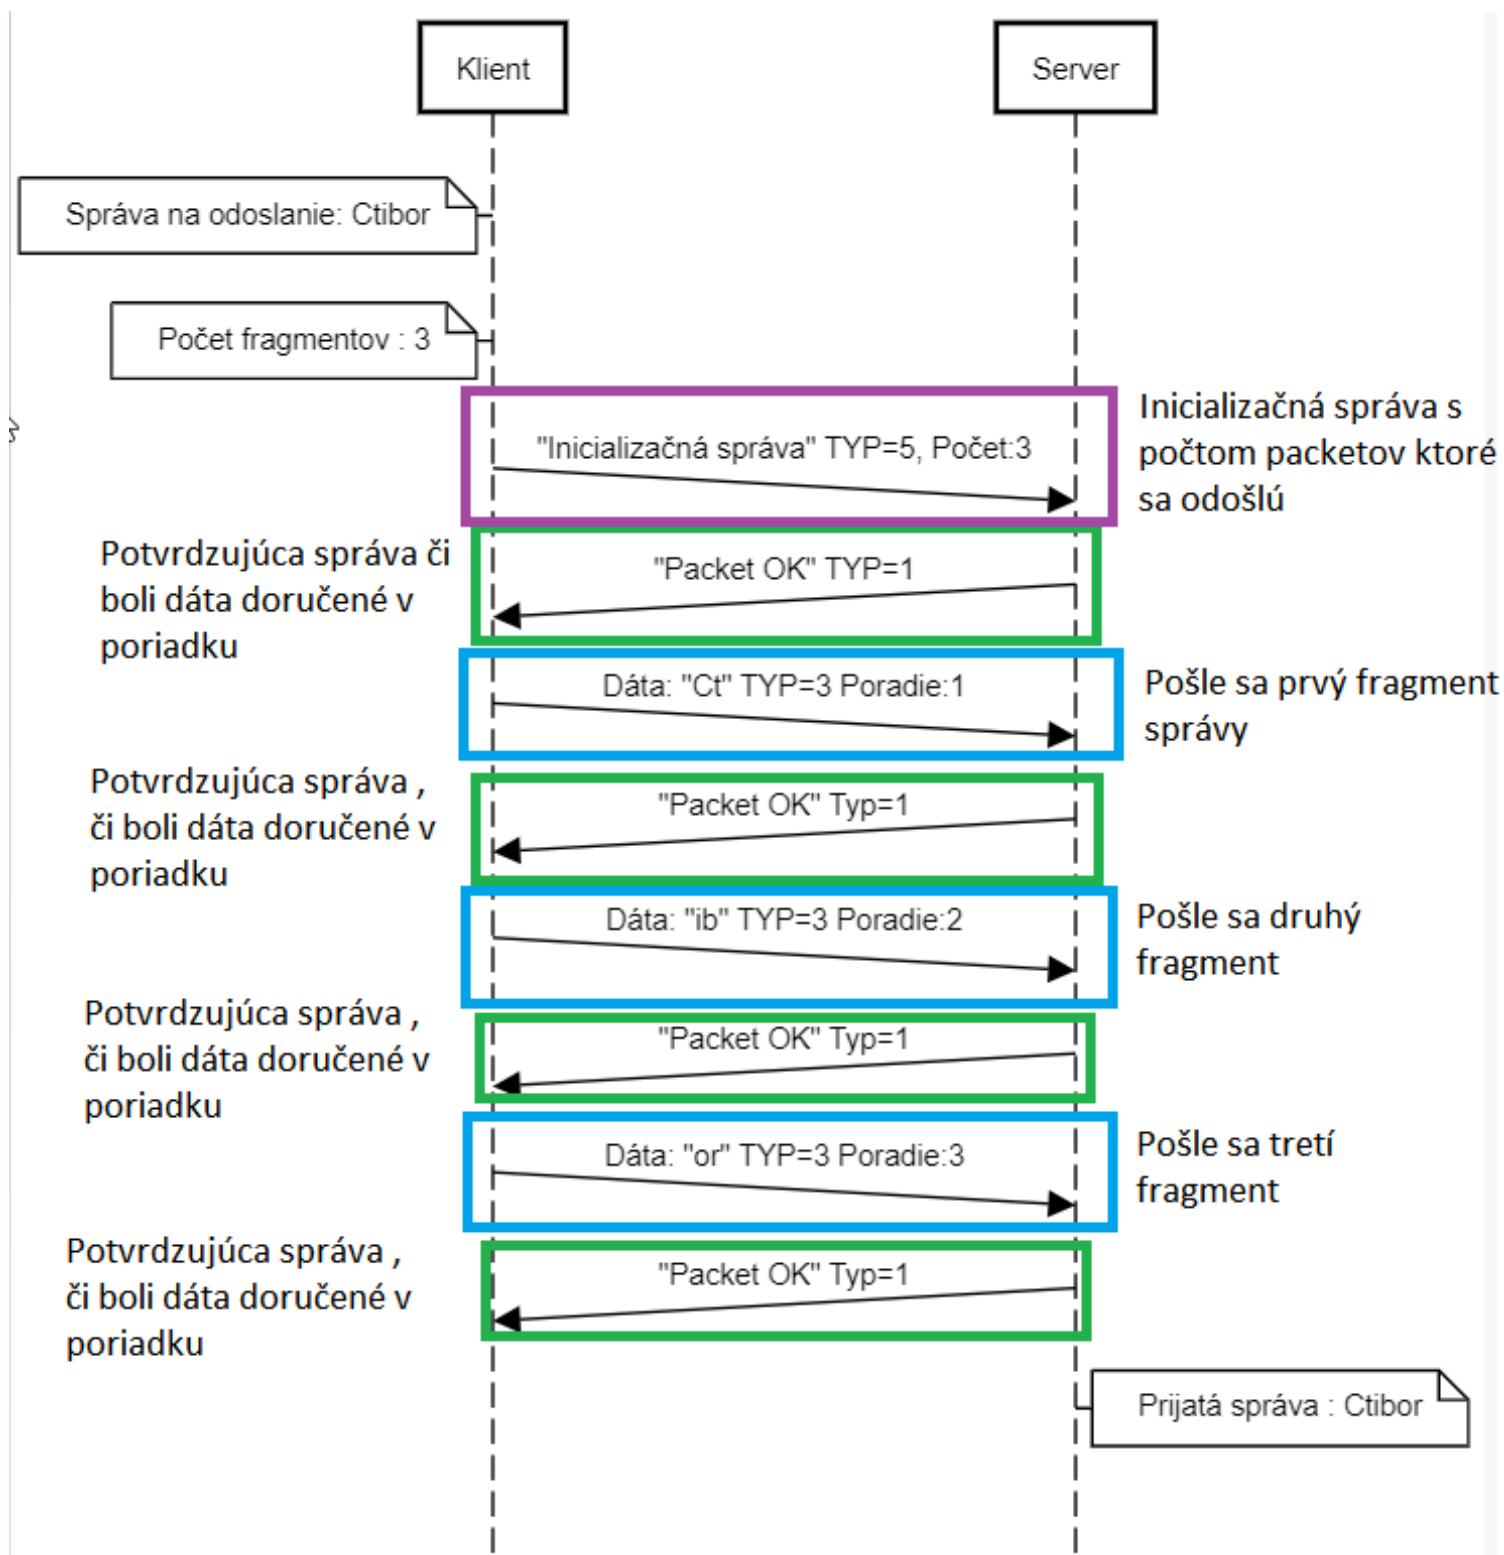 Klient
Server
Správa na odoslanie: Ctibor
Počet fragmentov : 3
"Inicializačná správa" TYP=5, Počet:3
Inicializačná správa s
počtom packetov ktoré
sa odošlú
Potvrdzujúca správa či
boli dáta doručené v
poriadku
"Packet OK" TYP=1
Dáta: "Ct" TYP=3 Poradie:1
Pošle sa prvý fragment
správy
Potvrdzujúca správa ,
či boli dáta doručené v
poriadku
"Packet OK" Typ=1
Dáta: "ib" TYP=3 Poradie:2
Pošle sa druhý
fragment
Potvrdzujúca správa ,
či boli dáta doručené v
poriadku
"Packet OK" Typ=1
Dáta: "or" TYP=3 Poradie:3
Pošle sa tretí
fragment
Potvrdzujúca správa ,
či boli dáta doručené v
poriadku
"Packet OK" Typ=1
Prijatá správa : Ctibor